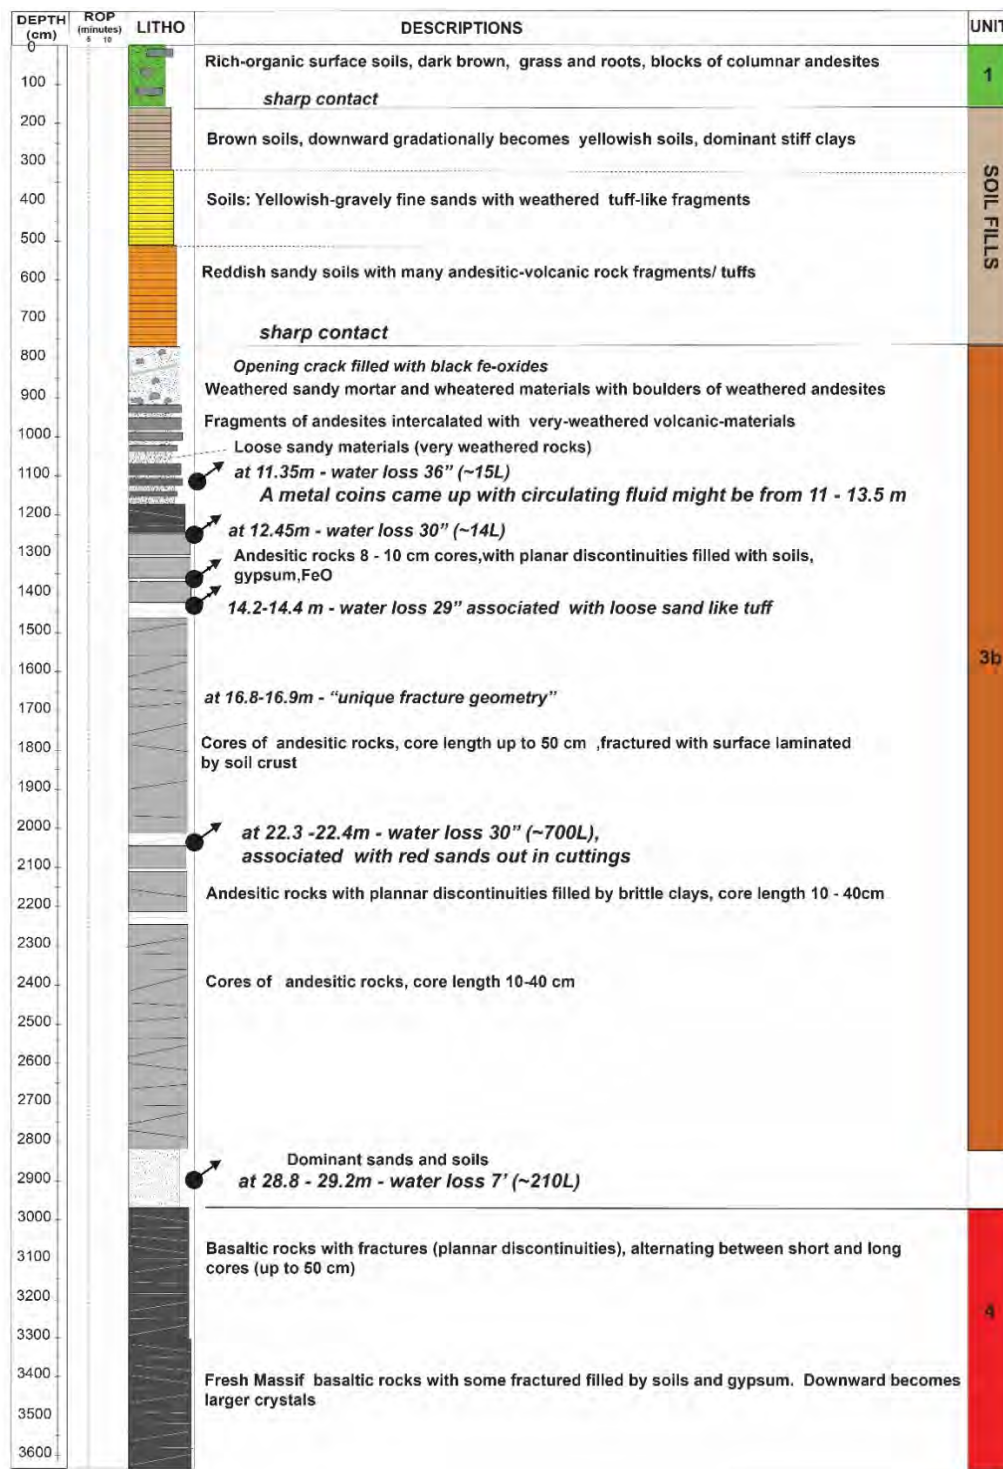 DEPTH
(cm)
ROP
(minutes)
5 10
LITHO
DESCRIPTIONS
UNIT
0
Rich-organic surface soils, dark brown, grass and roots, blocks of columnar andesites
1
100
sharp contact
200
Brown soils, downward gradationally becomes yellowish soils, dominant stiff clays
300
SOIL FILLS
400
Soils: Yellowish-gravely fine sands with weathered tuff-like fragments
500
600
Reddish sandy soils with many andesitic-volcanic rock fragments/ tuffs
700
sharp contact
800
Opening crack filled with black fe-oxides
Weathered sandy mortar and wheatered materials with boulders of weathered andesites
900
Fragments of andesites intercalated with very-weathered volcanic-materials
1000
Loose sandy materials (very weathered rocks)
1100
at 11.35m - water loss 36” (~15L)
A metal coins came up with circulating fluid might be from 11 - 13.5 m
1200
at 12.45m - water loss 30” (~14L)
1300
Andesitic rocks 8 - 10 cm cores,with planar discontinuities filled with soils,
gypsum,FeO
1400
14.2-14.4 m - water loss 29” associated with loose sand like tuff
1500
1600
3b
at 16.8-16.9m - “unique fracture geometry”
1700
1800
Cores of andesitic rocks, core length up to 50 cm ,fractured with surface laminated
by soil crust
1900
2000
at 22.3 -22.4m - water loss 30” (~700L),
associated with red sands out in cuttings
2100
Andesitic rocks with plannar discontinuities filled by brittle clays, core length 10 - 40cm
2200
2300
2400
Cores of andesitic rocks, core length 10-40 cm
2500
2600
2700
2800
Dominant sands and soils
2900
at 28.8 - 29.2m - water loss 7’ (~210L)
3000
3100
Basaltic rocks with fractures (plannar discontinuities), alternating between short and long
cores (up to 50 cm)
3200
4
3300
3400
Fresh Massif basaltic rocks with some fractured filled by soils and gypsum. Downward becomes
larger crystals
3500
3600